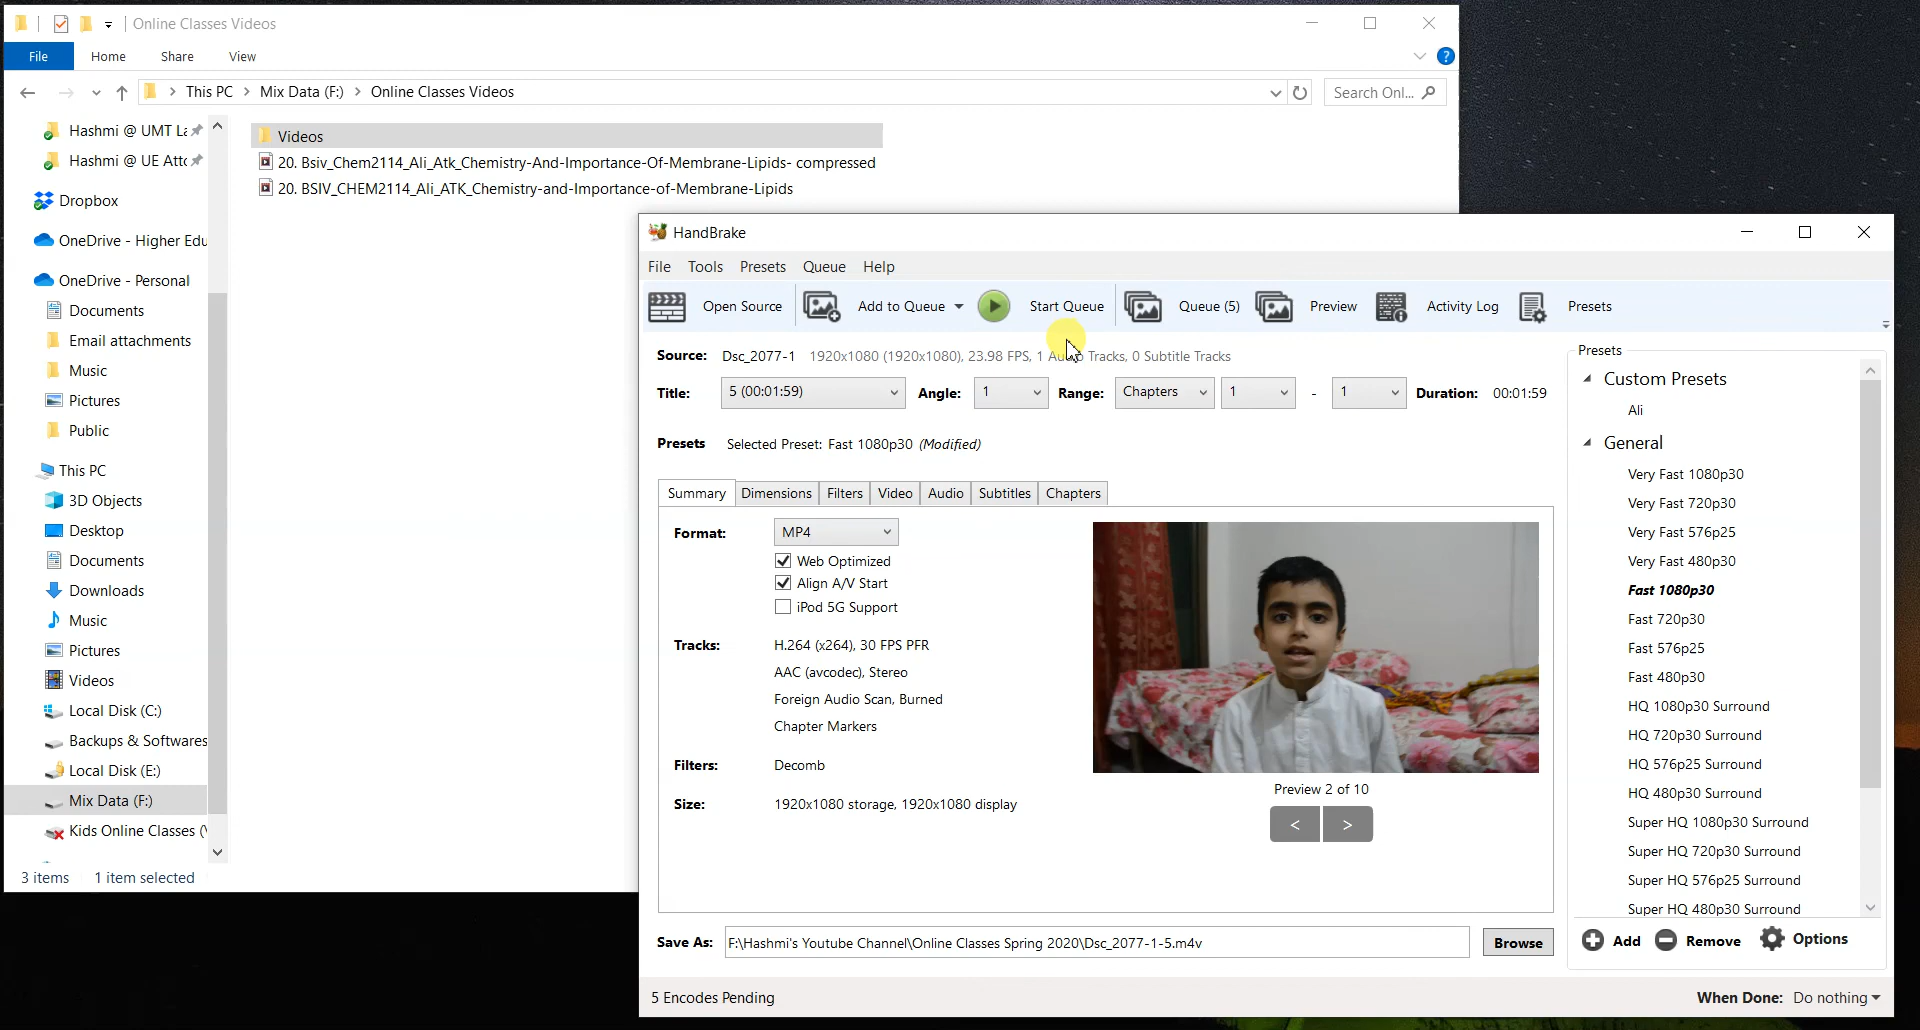 Online Classes Videos
File Home Share View
This PC > Mix Data (F:) > Online Classes Videos
Search Onl...
Hashmi @ UMT La
Hashmi @ UE Atto
Dropbox
OneDrive - Higher Edu
OneDrive - Personal
Documents
Email attachments
Music
Pictures
Public
This PC
3D Objects
Desktop
Documents
Downloads
Music
Pictures
Videos
Local Disk (C:)
Backups & Softwares
Local Disk (E:)
Mix Data (F:)
Kids Online Classes (\
3 items 1 item selected
Videos
20. Bsiv_Chem2114_Ali_Atk_Chemistry-And-Importance-Of-Membrane-Lipids- compressed
20. BSIV_CHEM2114_Ali_ATK_Chemistry-and-Importance-of-Membrane-Lipids
HandBrake
File Tools Presets Queue Help
Open Source Add to Queue Start Queue Queue (5) Preview Activity Log Presets
Source: Dsc_2077-1 1920x1080 (1920x1080), 23.98 FPS, 1 Audio Tracks, 0 Subtitle Tracks
Title: 5 (00:01:59) Angle: 1 Range: Chapters 1 - 1 Duration: 00:01:59
Presets Selected Preset: Fast 1080p30 (Modified)
Summary Dimensions Filters Video Audio Subtitles Chapters
Format: MP4
Web Optimized
Align A/V Start
iPod 5G Support
Tracks: H.264 (x264), 30 FPS PFR
AAC (avcodec), Stereo
Foreign Audio Scan, Burned
Chapter Markers
Filters: Decomb
Size: 1920x1080 storage, 1920x1080 display
Preview 2 of 10
< >
Save As: F:\Hashmi's Youtube Channel\Online Classes Spring 2020\Dsc_2077-1-5.m4v Browse
Presets
Custom Presets
Ali
General
Very Fast 1080p30
Very Fast 720p30
Very Fast 576p25
Very Fast 480p30
Fast 1080p30
Fast 720p30
Fast 576p25
Fast 480p30
HQ 1080p30 Surround
HQ 720p30 Surround
HQ 576p25 Surround
HQ 480p30 Surround
Super HQ 1080p30 Surround
Super HQ 720p30 Surround
Super HQ 576p25 Surround
Super HQ 480p30 Surround
Add Remove Options
5 Encodes Pending When Done: Do nothing